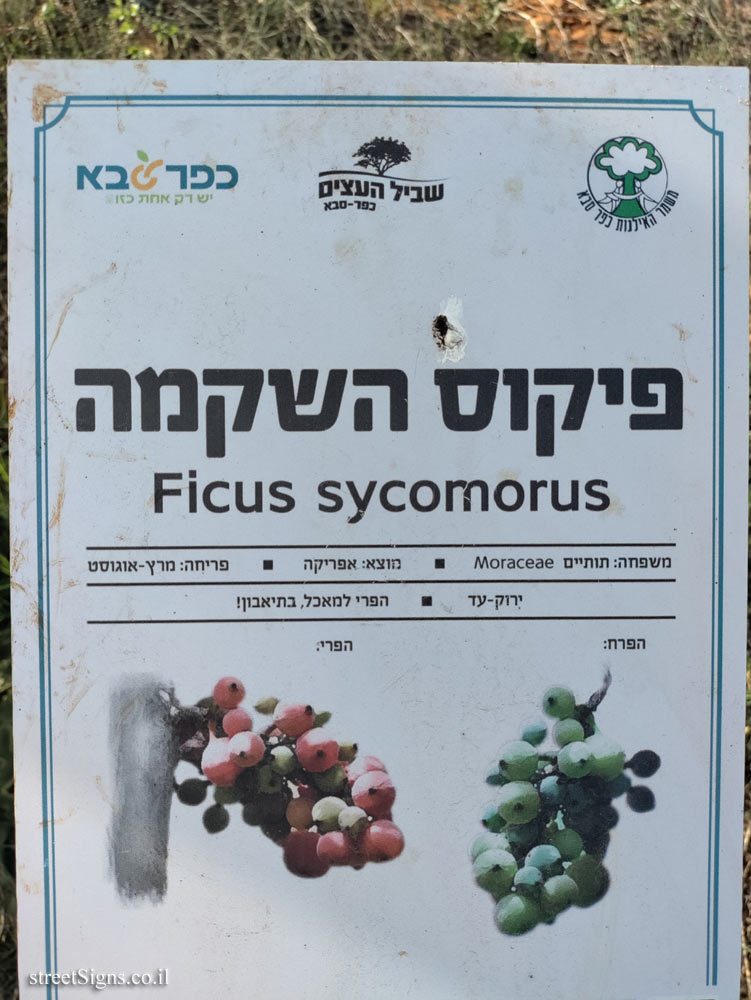 כפר סבא
יש רק אחת כזו
שביל העצים
כפר-סבא
משמר האילנות כפר סבא
פיקוס השקמה
Ficus sycomorus
משפחה: תותיים Moraceae ■ מוצא: אפריקה ■ פריחה: מרץ-אוגוסט
ירוק-עד ■ הפרי למאכל, בתיאבון!
הפרח:
הפרי:
streetSigns.co.il